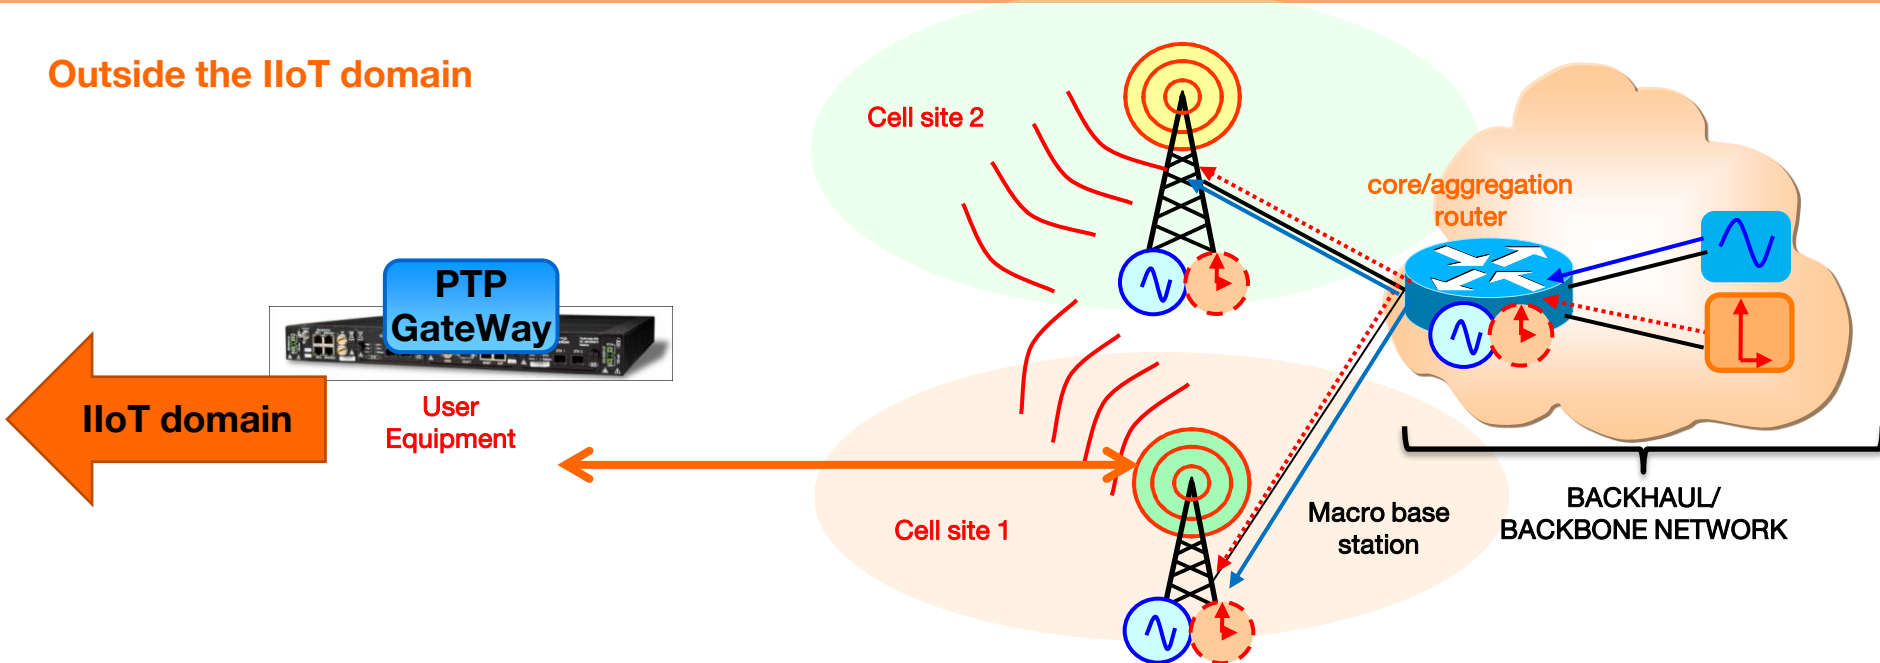 Outside the IIoT domain
Cell site 2
core/aggregation
router
PTP
GateWay
IIoT domain
User
Equipment
Cell site 1
Macro base
station
BACKHAUL/
BACKBONE NETWORK